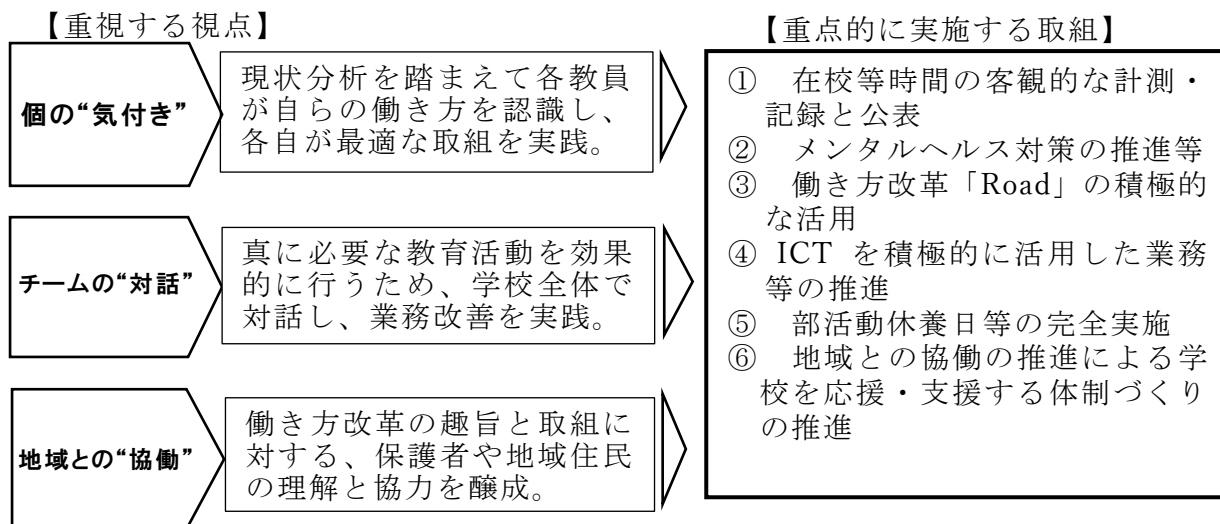 【重視する視点】
個の“気付き”
現状分析を踏まえて各教員
が自らの働き方を認識し、
各自が最適な取組を実践。
チームの“対話”
真に必要な教育活動を効果
的に行うため、学校全体で
対話し、業務改善を実践。
地域との“協働”
働き方改革の趣旨と取組に
対する、保護者や地域住民
の理解と協力を醸成。
【重点的に実施する取組】
① 在校等時間の客観的な計測・
記録と公表
② メンタルヘルス対策の推進等
③ 働き方改革「Road」の積極的
な活用
④ ICT を積極的に活用した業務
等の推進
⑤ 部活動休養日等の完全実施
⑥ 地域との協働の推進による学
校を応援・支援する体制づくり
の推進